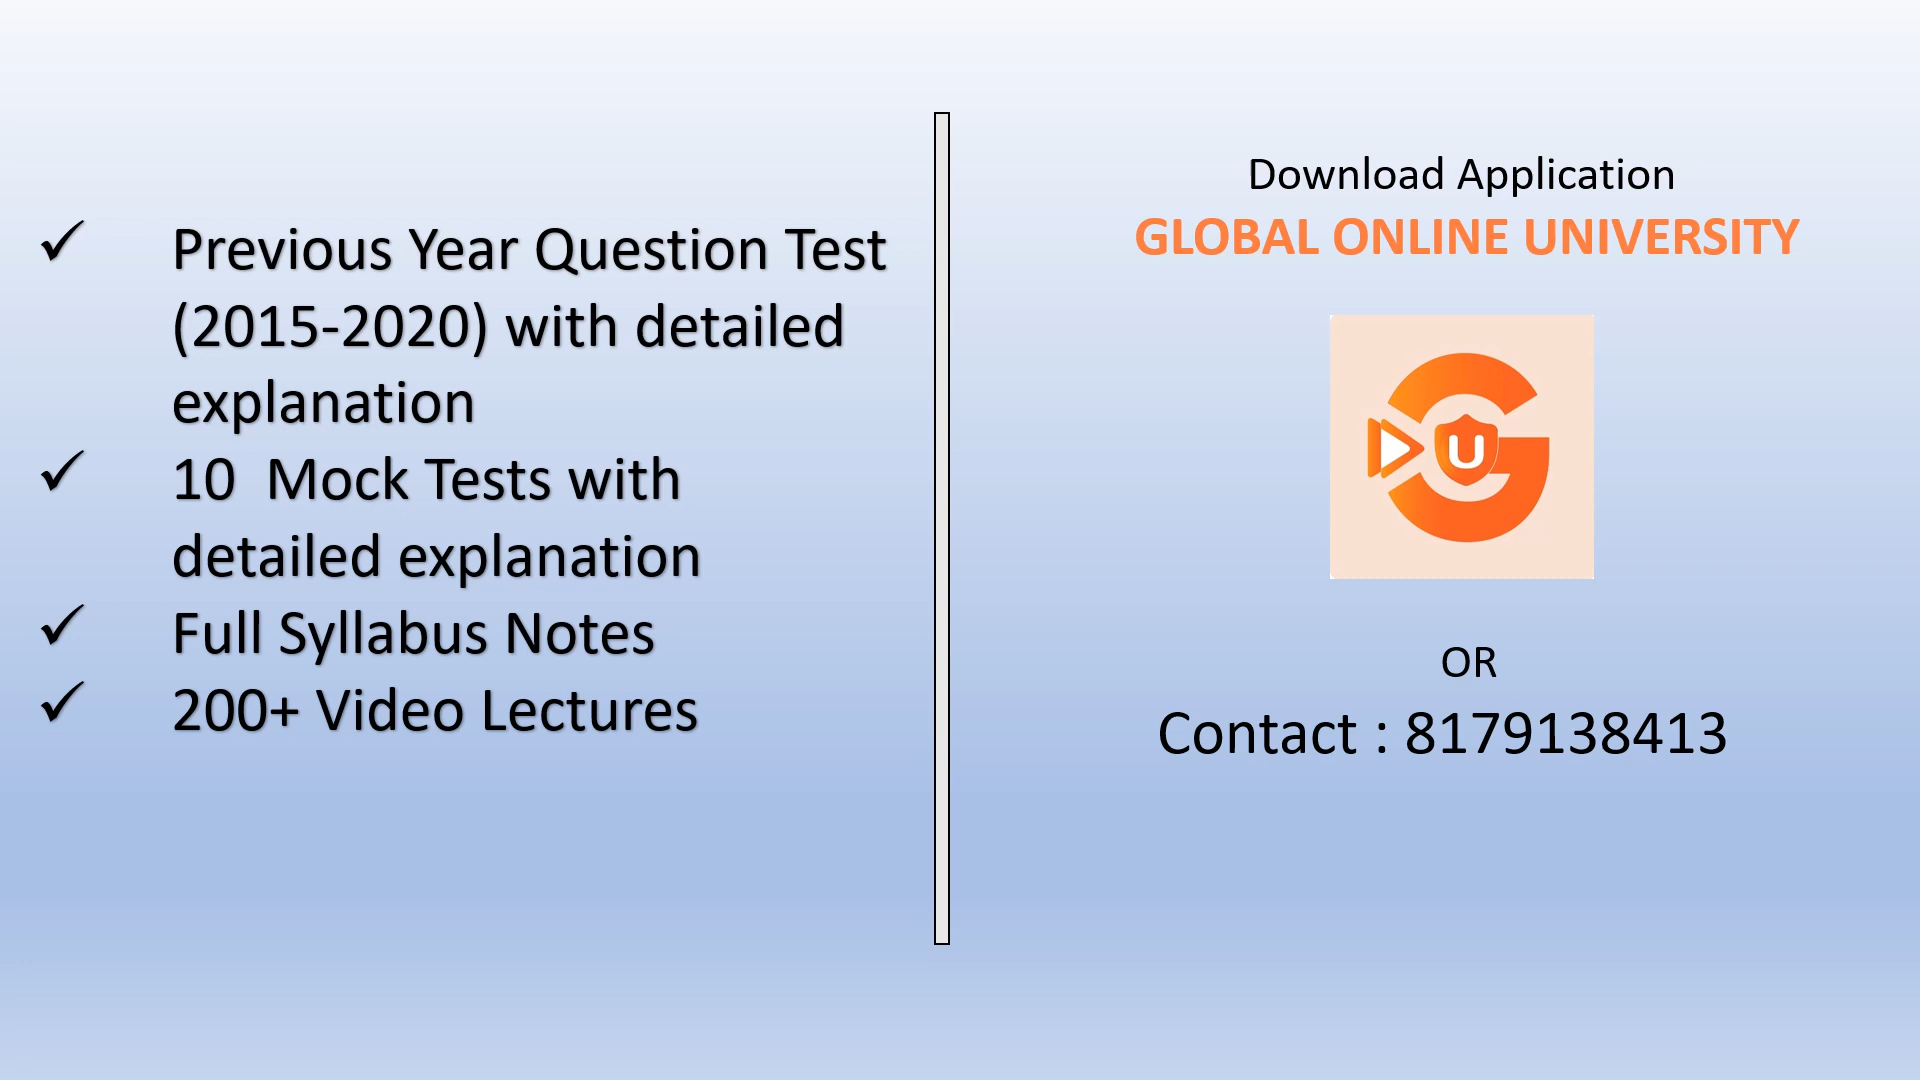 ✓ Previous Year Question Test
(2015-2020) with detailed
explanation
✓ 10  Mock Tests with
detailed explanation
✓ Full Syllabus Notes
✓ 200+ Video Lectures
Download Application
GLOBAL ONLINE UNIVERSITY
G U
OR
Contact : 8179138413